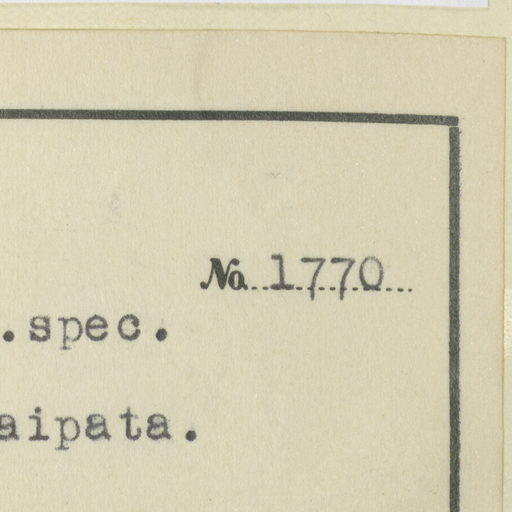 No 1770
.spec.
aipata.